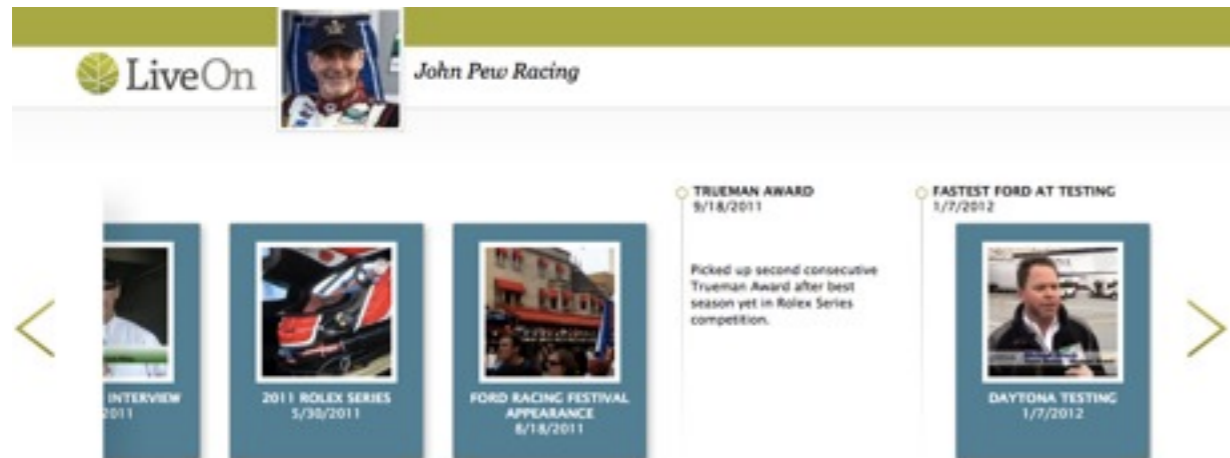 LiveOn
John Pew Racing
TRUEMAN AWARD
9/18/2011
Picked up second consecutive
Trueman Award after best
season yet in Rolex Series
competition.
FASTEST FORD AT TESTING
1/7/2012
INTERVIEW
2011
2011 ROLEX SERIES
5/30/2011
FORD RACING FESTIVAL
APPEARANCE
8/18/2011
DAYTONA TESTING
1/7/2012